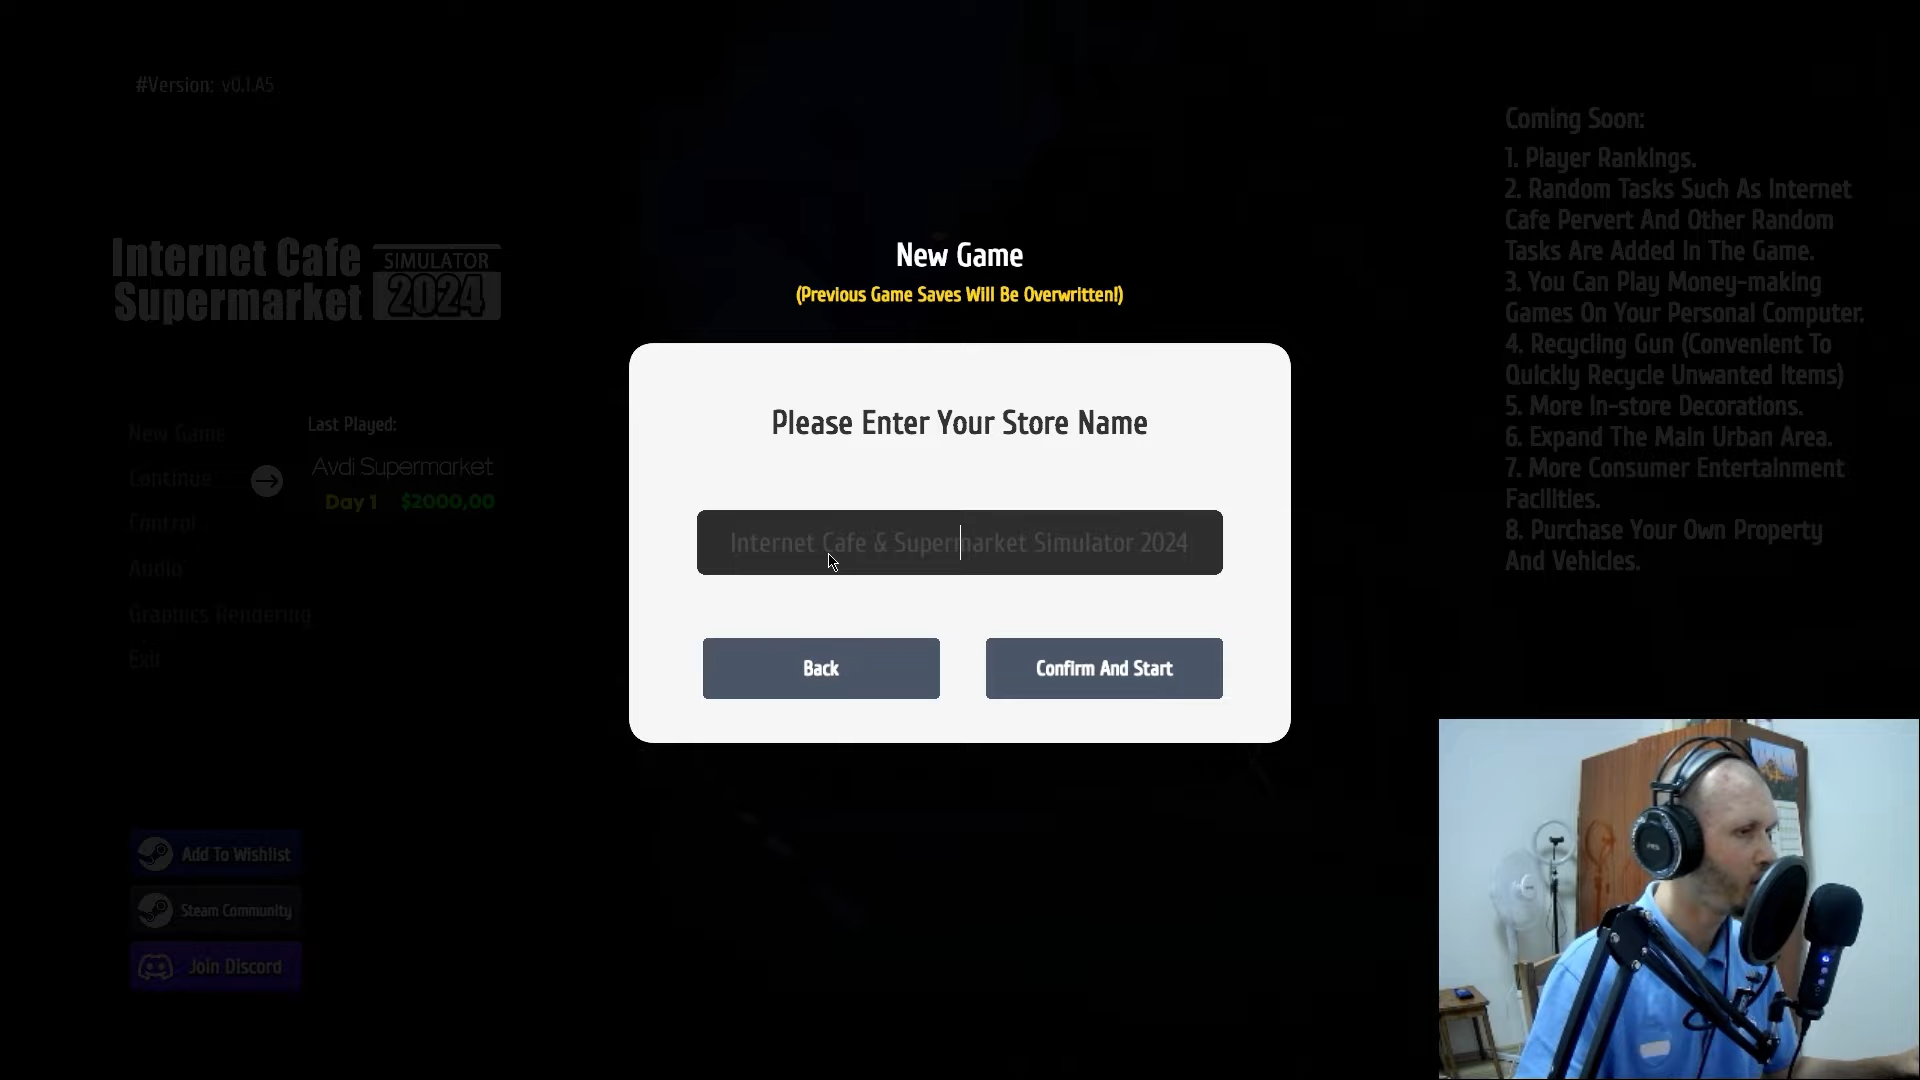 #Version: v0.1.A5
Internet Cafe
Supermarket
SIMULATOR
2024
New Game
Continue
Control
Audio
Graphics Rendering
Exit
Last Played:
Avdi Supermarket
Day 1 $2000,00
Add To Wishlist
Steam Community
Join Discord
New Game
(Previous Game Saves Will Be Overwritten!)
Please Enter Your Store Name
Internet Cafe & Supermarket Simulator 2024
Back
Confirm And Start
Coming Soon:
1. Player Rankings.
2. Random Tasks Such As Internet
Cafe Pervert And Other Random
Tasks Are Added In The Game.
3. You Can Play Money-making
Games On Your Personal Computer.
4. Recycling Gun (Convenient To
Quickly Recycle Unwanted Items)
5. More In-store Decorations.
6. Expand The Main Urban Area.
7. More Consumer Entertainment
Facilities.
8. Purchase Your Own Property
And Vehicles.